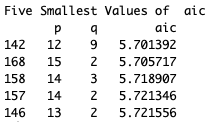 Five Smallest Values of  aic
p q aic
142 12 9 5.701392
168 15 2 5.705717
158 14 3 5.718907
157 14 2 5.721346
146 13 2 5.721556